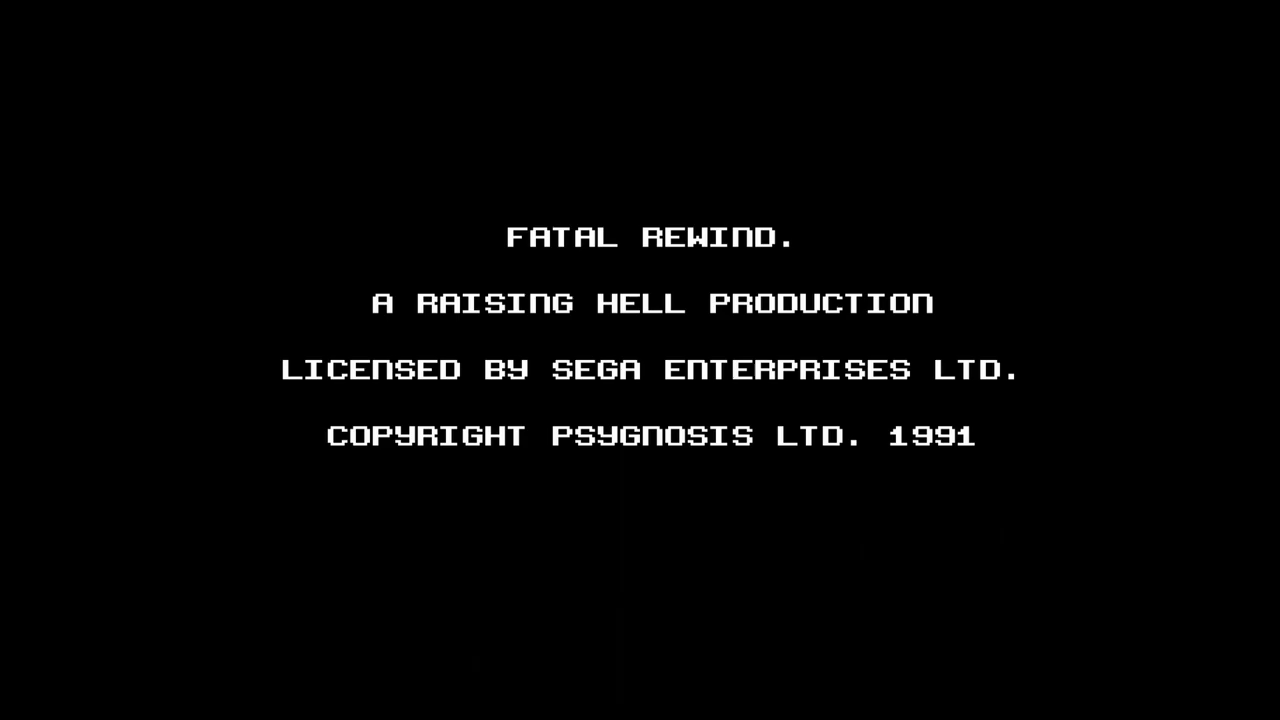 FATAL REWIND.
A RAISING HELL PRODUCTION
LICENSED BY SEGA ENTERPRISES LTD.
COPYRIGHT PSYGNOSIS LTD. 1991